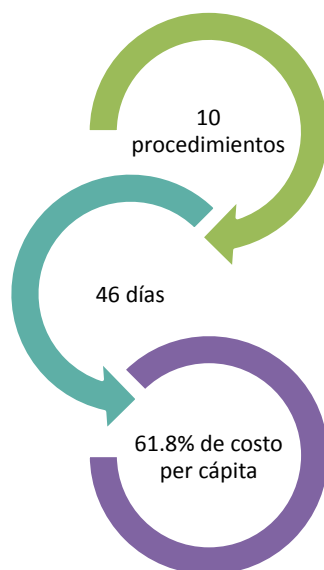 10
procedimientos
46 días
61.8% de costo
per cápita